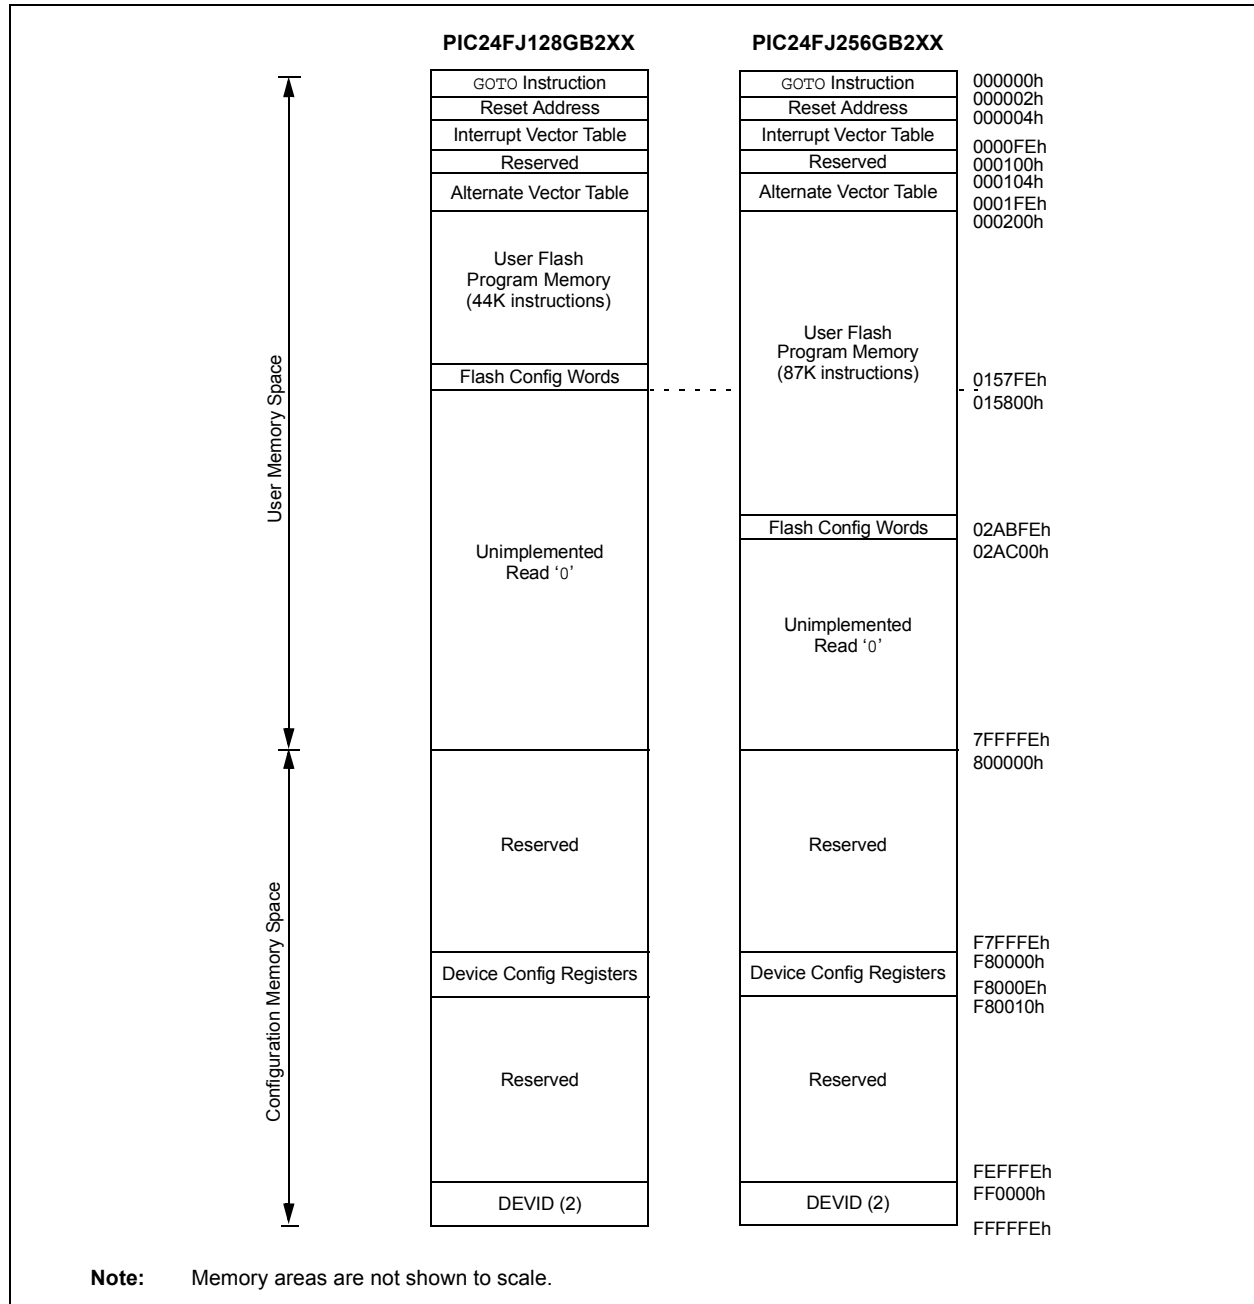 PIC24FJ128GB2XX
PIC24FJ256GB2XX
GOTO Instruction
GOTO Instruction
000000h
Reset Address
Reset Address
000002h
000004h
Interrupt Vector Table
Interrupt Vector Table
0000FEh
Reserved
Reserved
000100h
000104h
Alternate Vector Table
Alternate Vector Table
0001FEh
000200h
User Flash
Program Memory
(44K instructions)
User Flash
Program Memory
(87K instructions)
Flash Config Words
0157FEh
015800h
User Memory Space
Flash Config Words
02ABFEh
02AC00h
Unimplemented
Read ‘0’
Unimplemented
Read ‘0’
7FFFFEh
800000h
Reserved
Reserved
F7FFFEh
F80000h
Device Config Registers
Device Config Registers
F8000Eh
F80010h
Configuration Memory Space
Reserved
Reserved
FEFFFEh
FF0000h
DEVID (2)
DEVID (2)
FFFFFEh
Note: Memory areas are not shown to scale.